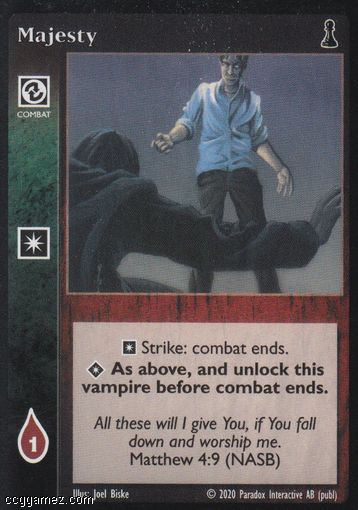 Majesty
COMBAT
Strike: combat ends.
As above, and unlock this
vampire before combat ends.
All these will I give You, if You fall
down and worship me.
Matthew 4:9 (NASB)
1
Illus: Joel Biske © 2020 Paradox Interactive AB (publ)
ccggamez.com